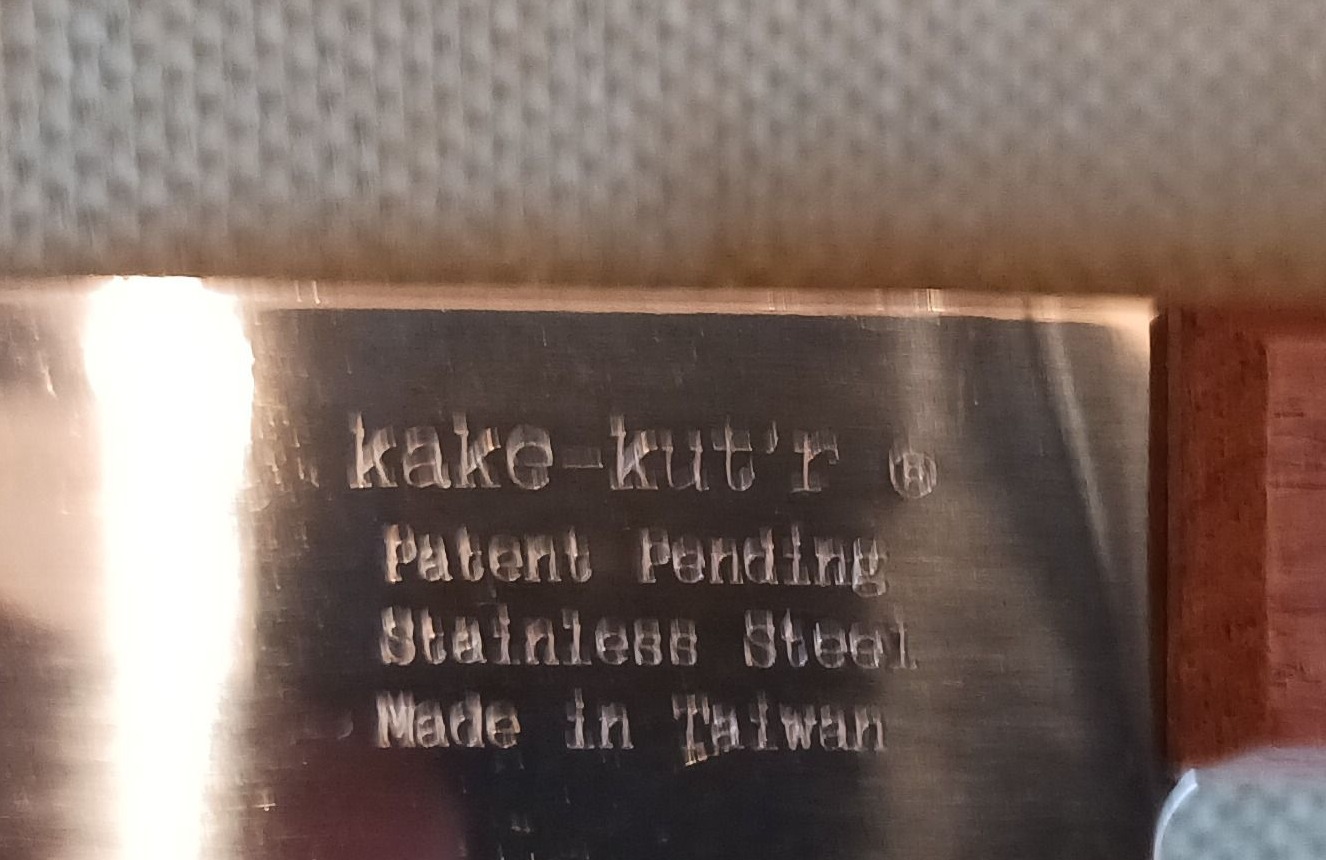 kake-kut'r ®
Patent Pending
Stainless Steel
Made in Taiwan